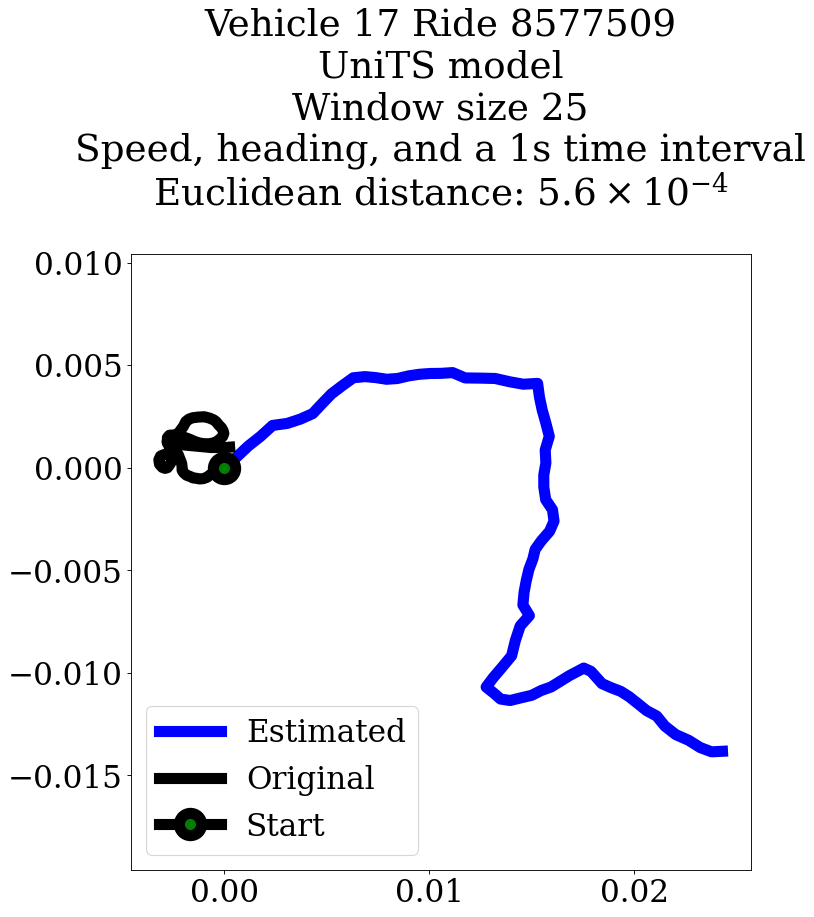 Vehicle 17 Ride 8577509
UniTS model
Window size 25
Speed, heading, and a 1s time interval
Euclidean distance: 5.6 × 10⁻⁴
0.010
0.005
0.000
−0.005
−0.010
−0.015
Estimated
Original
Start
0.00 0.01 0.02